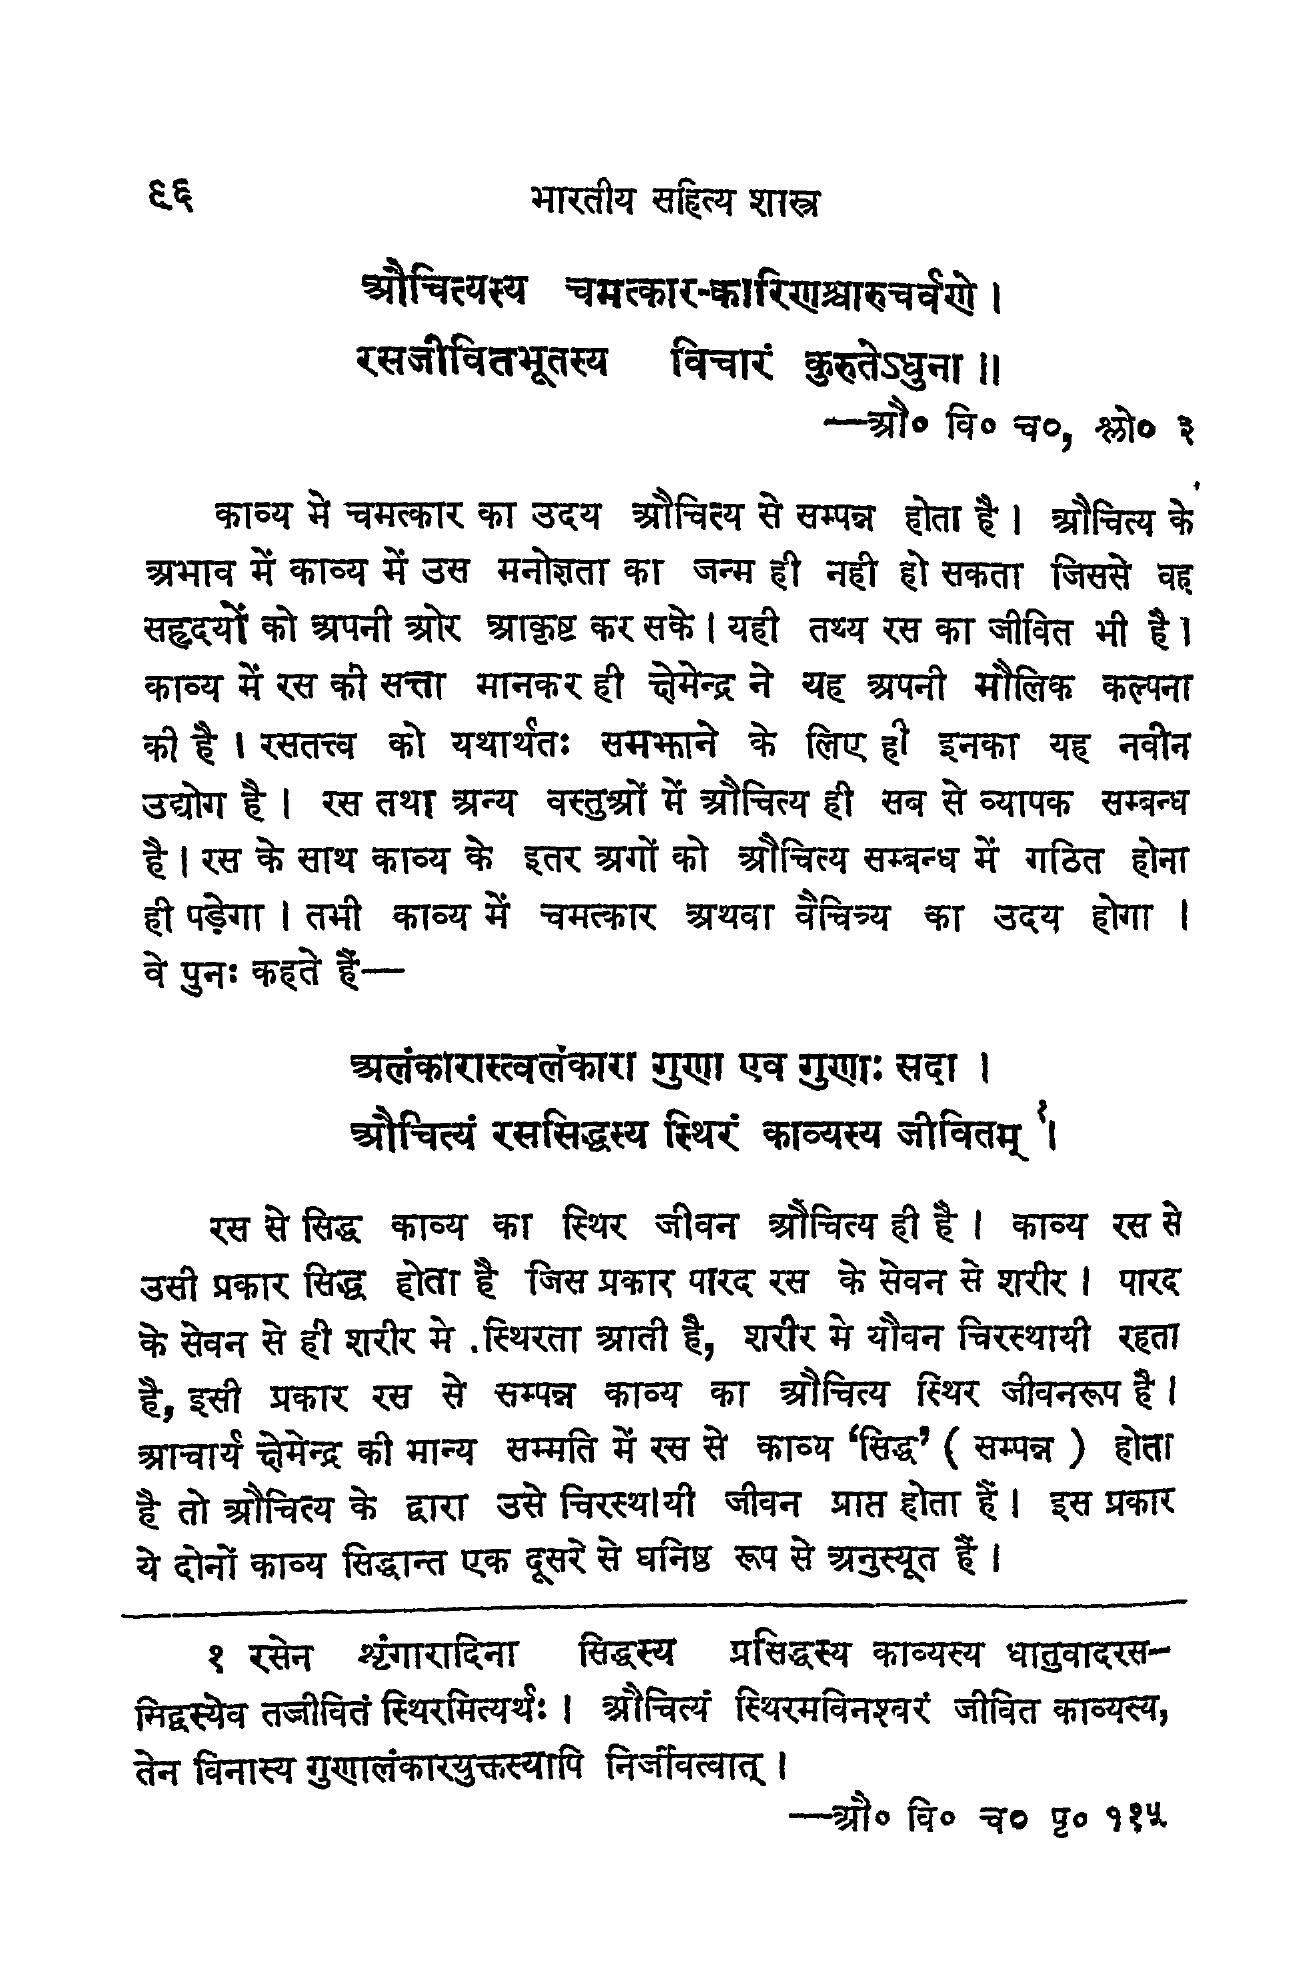 ९६ भारतीय सहित्य शास्त्र
औचित्यस्य चमत्कार-कारिणश्चारुचर्वणे ।
रसजीवितभूतस्य विचारं कुरुतेऽधुना ॥
—औ० वि० च०, श्लो० ३
काव्य मे चमत्कार का उदय औचित्य से सम्पन्न होता है । औचित्य के
अभाव में काव्य में उस मनोज्ञता का जन्म ही नही हो सकता जिससे वह
सहृदयों को अपनी ओर आकृष्ट कर सके । यही तथ्य रस का जीवित भी है ।
काव्य में रस की सत्ता मानकर ही क्षेमेन्द्र ने यह अपनी मौलिक कल्पना
की है । रसतत्त्व को यथार्थतः समझाने के लिए ही इनका यह नवीन
उद्योग है । रस तथा अन्य वस्तुओं में औचित्य ही सब से व्यापक सम्बन्ध
है । रस के साथ काव्य के इतर अगों को औचित्य सम्बन्ध में गठित होना
ही पड़ेगा । तभी काव्य में चमत्कार अथवा वैचित्र्य का उदय होगा ।
वे पुनः कहते हैं—
अलंकारास्त्वलंकारा गुणा एव गुणाः सदा ।
औचित्यं रससिद्धस्य स्थिरं काव्यस्य जीवितम् १।
रस से सिद्ध काव्य का स्थिर जीवन औचित्य ही है । काव्य रस से
उसी प्रकार सिद्ध होता है जिस प्रकार पारद रस के सेवन से शरीर । पारद
के सेवन से ही शरीर मे .स्थिरता आती है, शरीर मे यौवन चिरस्थायी रहता
है, इसी प्रकार रस से सम्पन्न काव्य का औचित्य स्थिर जीवनरूप है ।
आचार्य क्षेमेन्द्र की मान्य सम्मति में रस से काव्य ‘सिद्ध’ ( सम्पन्न ) होता
है तो औचित्य के द्वारा उसे चिरस्थायी जीवन प्राप्त होता हैं । इस प्रकार
ये दोनों काव्य सिद्धान्त एक दूसरे से घनिष्ठ रूप से अनुस्यूत हैं ।
१ रसेन शृंगारादिना सिद्धस्य प्रसिद्धस्य काव्यस्य धातुवादरस-
सिद्धस्येव तज्जीवितं स्थिरमित्यर्थः । औचित्यं स्थिरमविनश्वरं जीवित काव्यस्य,
तेन विनास्य गुणालंकारयुक्तस्यापि निर्जीवत्वात् ।
—औ० वि० च० पृ० ११५